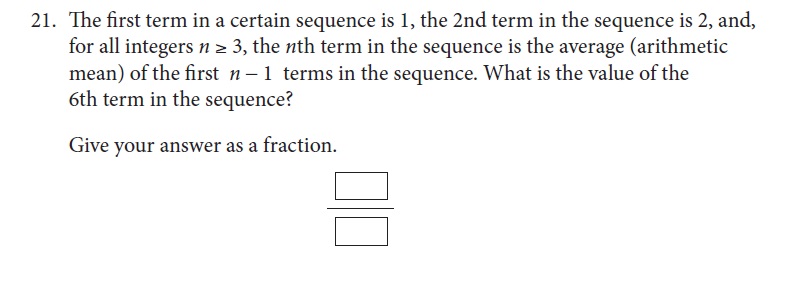 21. The first term in a certain sequence is 1, the 2nd term in the sequence is 2, and,
for all integers n ≥ 3, the nth term in the sequence is the average (arithmetic
mean) of the first n – 1 terms in the sequence. What is the value of the
6th term in the sequence?
Give your answer as a fraction.